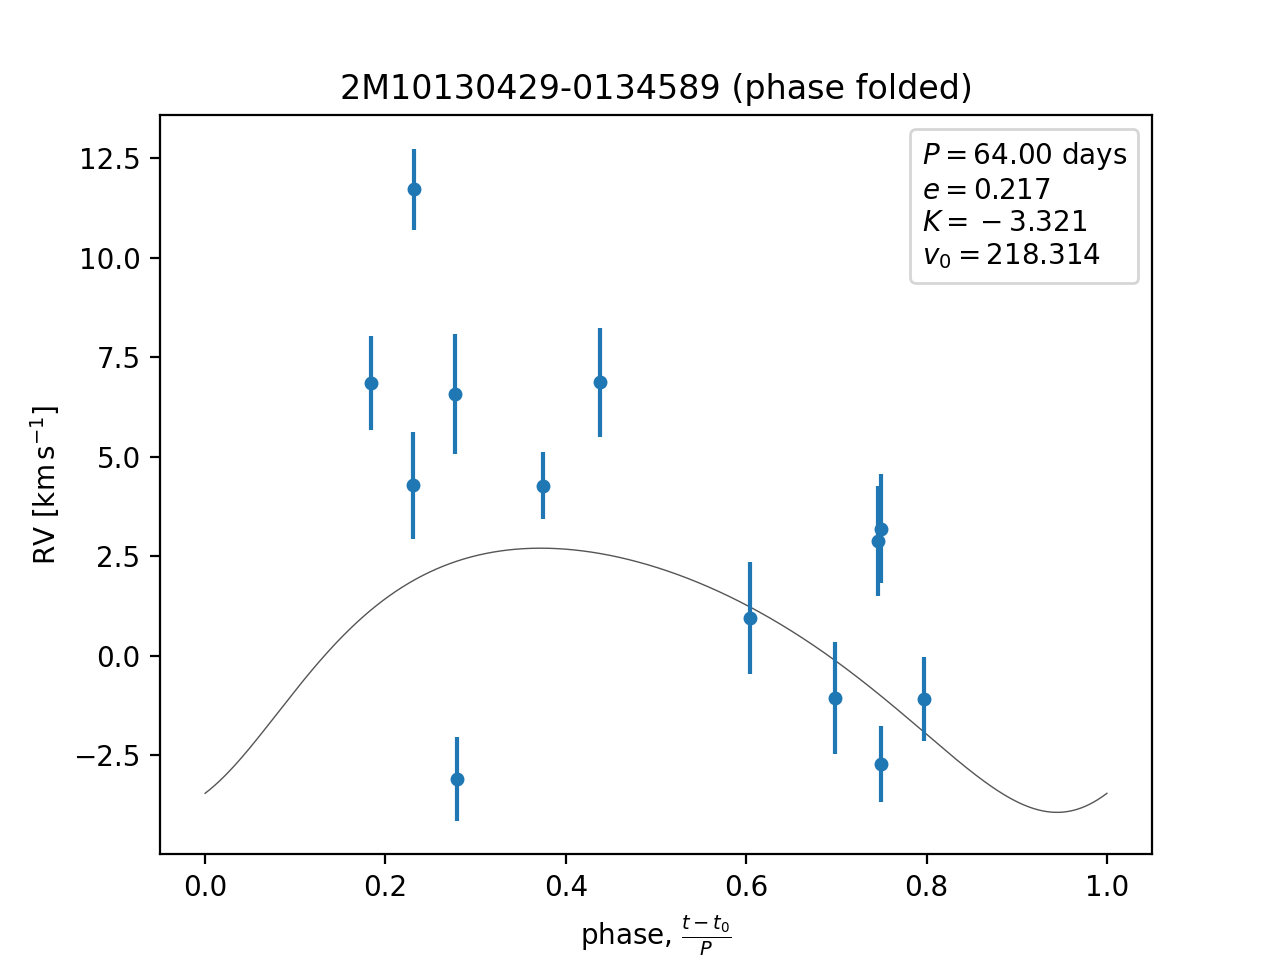 2M10130429-0134589 (phase folded)
P = 64.00 days
e = 0.217
K = − 3.321
v₀ = 218.314
RV [km s⁻¹]
12.5
10.0
7.5
5.0
2.5
0.0
−2.5
0.0 0.2 0.4 0.6 0.8 1.0
phase, (t − t₀)/P